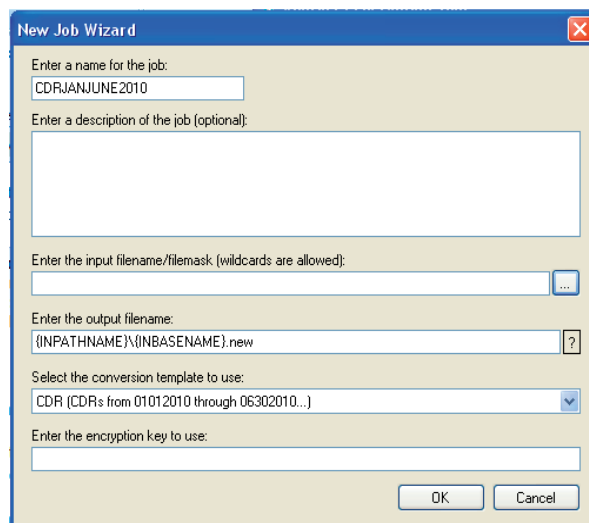 New Job Wizard
Enter a name for the job:
CDRJANJUNE2010
Enter a description of the job (optional):
Enter the input filename/filemask (wildcards are allowed):
...
Enter the output filename:
{INPATHNAME}\{INBASENAME}.new
?
Select the conversion template to use:
CDR (CDRs from 01012010 through 06302010...)
Enter the encryption key to use:
OK
Cancel